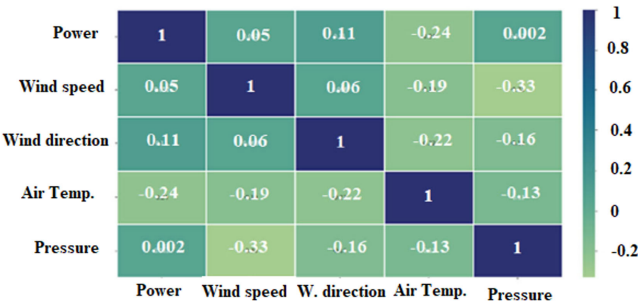 Power 1 0.05 0.11 -0.24 0.002
Wind speed 0.05 1 0.06 -0.19 -0.33
Wind direction 0.11 0.06 1 -0.22 -0.16
Air Temp. -0.24 -0.19 -0.22 1 -0.13
Pressure 0.002 -0.33 -0.16 -0.13 1
Power Wind speed W. direction Air Temp. Pressure
1
0.8
0.6
0.4
0.2
0
-0.2